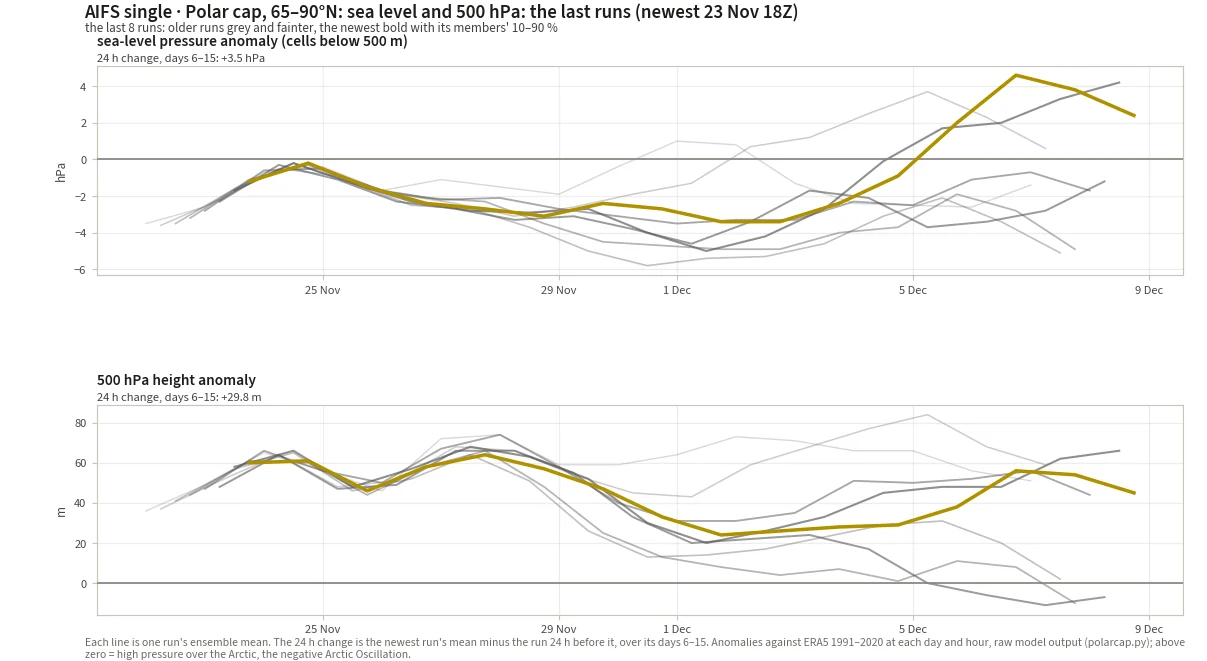 AIFS single · Polar cap, 65–90°N: sea level and 500 hPa: the last runs (newest 23 Nov 18Z)
the last 8 runs: older runs grey and fainter, the newest bold with its members' 10–90 %
sea-level pressure anomaly (cells below 500 m)
24 h change, days 6–15: +3.5 hPa
4
2
0
−2
−4
−6
hPa
25 Nov
29 Nov
1 Dec
5 Dec
9 Dec
500 hPa height anomaly
24 h change, days 6–15: +29.8 m
80
60
40
20
0
m
25 Nov
29 Nov
1 Dec
5 Dec
9 Dec
Each line is one run's ensemble mean. The 24 h change is the newest run's mean minus the run 24 h before it, over its days 6–15. Anomalies against ERA5 1991–2020 at each day and hour, raw model output (polarcap.py); above
zero = high pressure over the Arctic, the negative Arctic Oscillation.